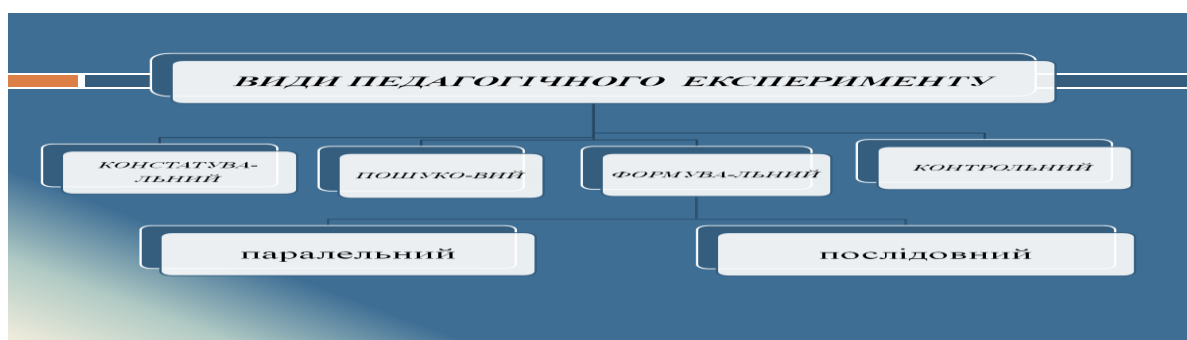 ВИДИ ПЕДАГОГІЧНОГО ЕКСПЕРИМЕНТУ
КОНСТАТУВА-
ЛЬНИЙ
ПОШУКО-ВИЙ
ФОРМУВА-ЛЬНИЙ
КОНТРОЛЬНИЙ
паралельний
послідовний